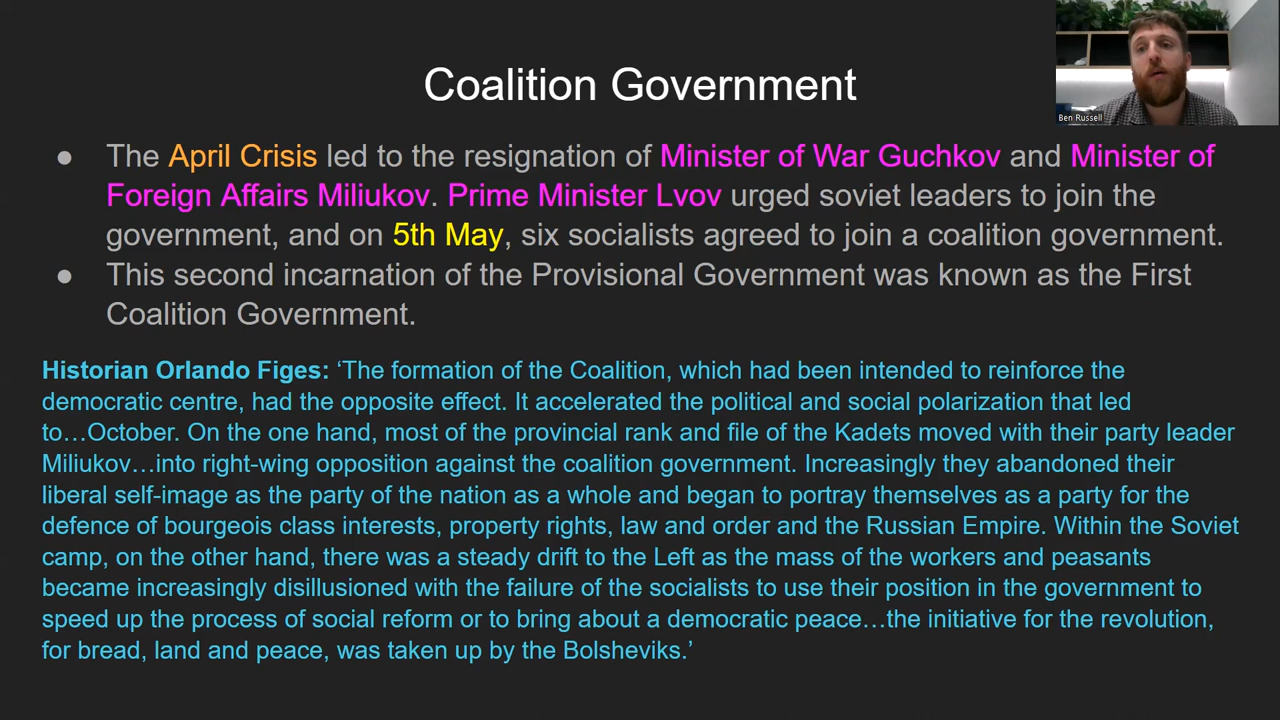 Coalition Government
Ben Russell
● The April Crisis led to the resignation of Minister of War Guchkov and Minister of
Foreign Affairs Miliukov. Prime Minister Lvov urged soviet leaders to join the
government, and on 5th May, six socialists agreed to join a coalition government.
● This second incarnation of the Provisional Government was known as the First
Coalition Government.
Historian Orlando Figes: ‘The formation of the Coalition, which had been intended to reinforce the
democratic centre, had the opposite effect. It accelerated the political and social polarization that led
to…October. On the one hand, most of the provincial rank and file of the Kadets moved with their party leader
Miliukov…into right-wing opposition against the coalition government. Increasingly they abandoned their
liberal self-image as the party of the nation as a whole and began to portray themselves as a party for the
defence of bourgeois class interests, property rights, law and order and the Russian Empire. Within the Soviet
camp, on the other hand, there was a steady drift to the Left as the mass of the workers and peasants
became increasingly disillusioned with the failure of the socialists to use their position in the government to
speed up the process of social reform or to bring about a democratic peace…the initiative for the revolution,
for bread, land and peace, was taken up by the Bolsheviks.’